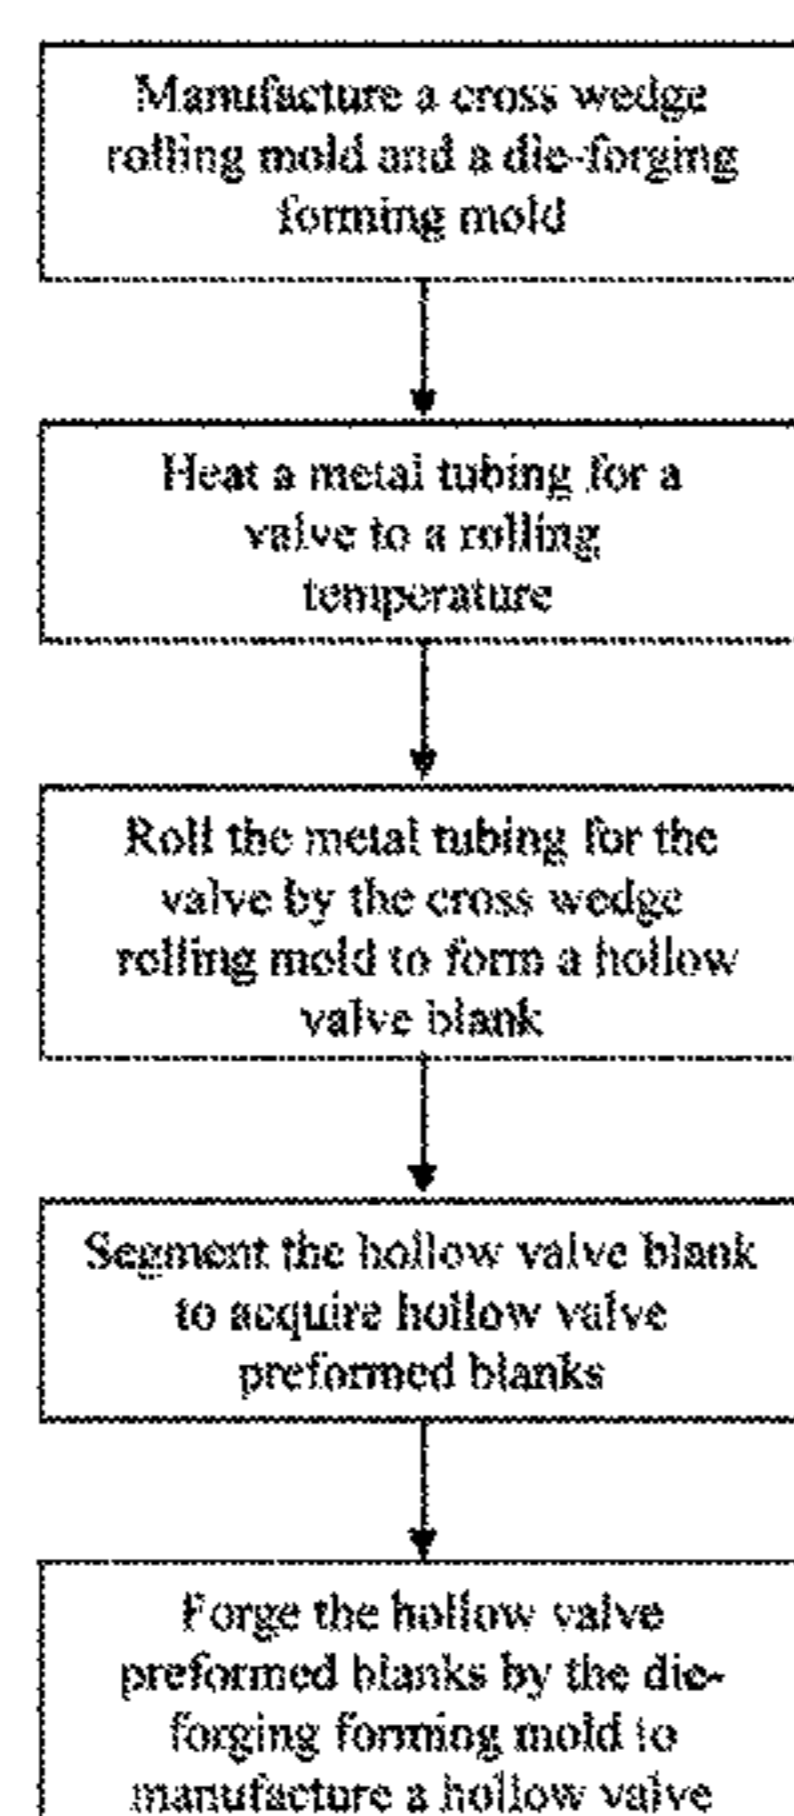 Manufacture a cross wedge
rolling mold and a die-forging
forming mold
Heat a metal tubing for a
valve to a rolling
temperature
Roll the metal tubing for the
valve by the cross wedge
rolling mold to form a hollow
valve blank
Segment the hollow valve blank
to acquire hollow valve
preformed blanks
Forge the hollow valve
preformed blanks by the die-
forging forming mold to
manufacture a hollow valve